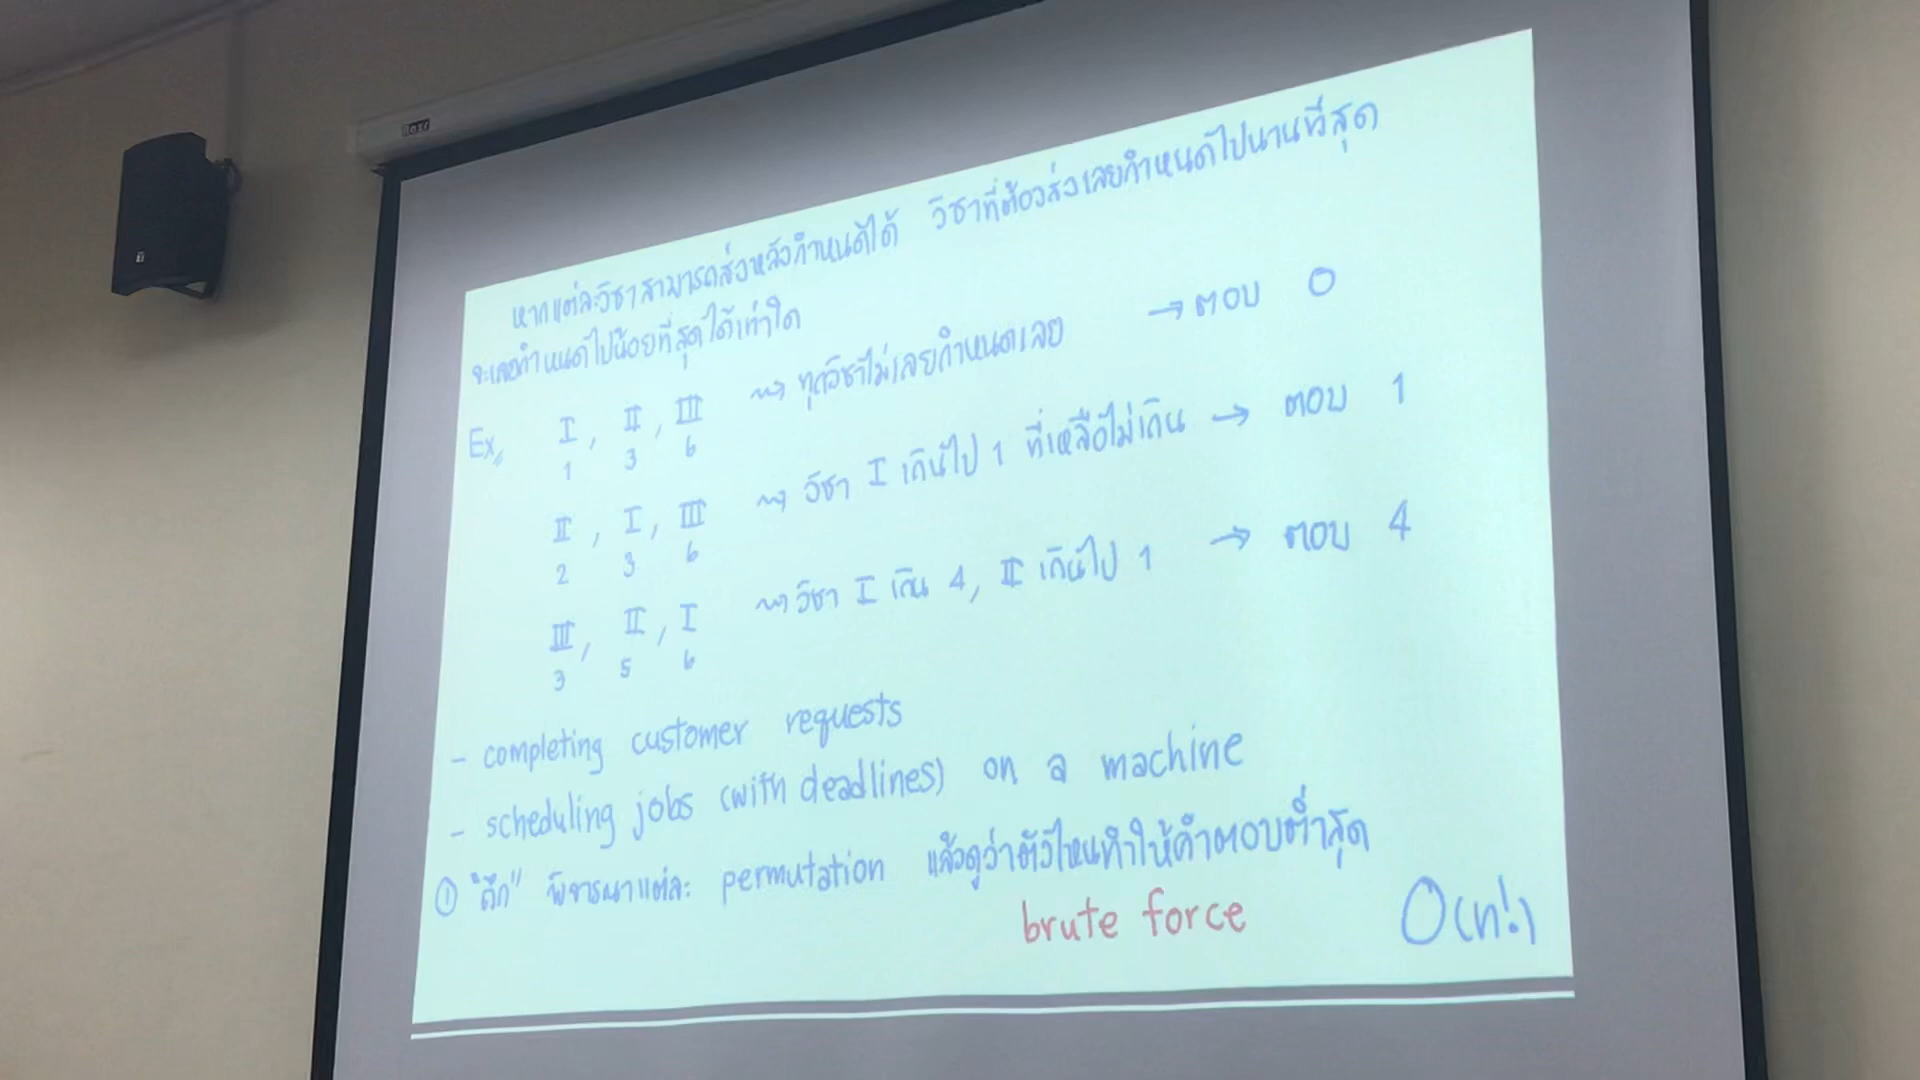 หากแต่ละวิชาสามารถส่งหลังกำหนดได้ วิชาที่ต้องส่งเลยกำหนดไปนานที่สุด
จะเลยกำหนดไปน้อยที่สุดได้เท่าใด
Ex, I, II, III ~> ทุกวิชาไม่เลยกำหนดเลย → ตอบ 0
1 3 6
II, I, III ~> วิชา I เกินไป 1 ที่เหลือไม่เกิน → ตอบ 1
2 3 6
III, II, I ~> วิชา I เกิน 4, II เกินไป 1 → ตอบ 4
3 5 6
- completing customer requests
- scheduling jobs (with deadlines) on a machine
① "ถึก" พิจารณาแต่ละ permutation แล้วดูว่าตัวไหนทำให้คำตอบต่ำสุด
brute force O(n!)